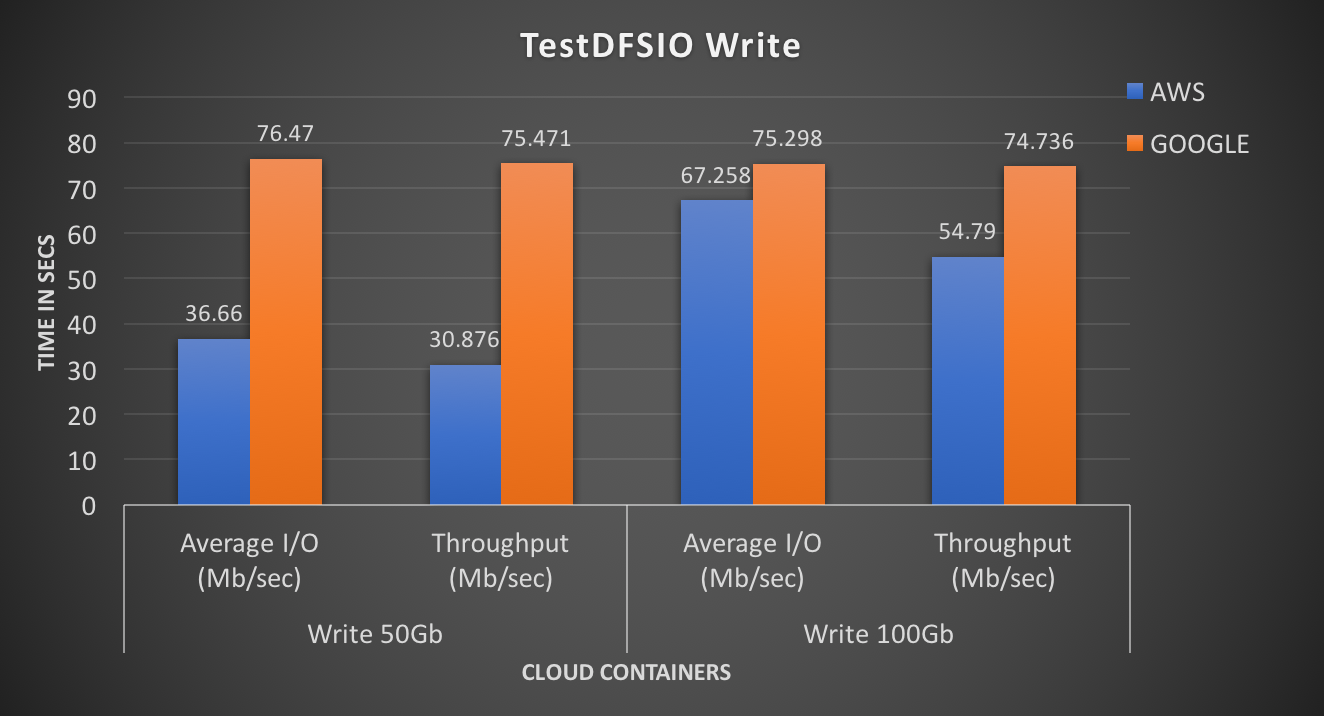 TestDFSIO Write
AWS
GOOGLE
TIME IN SECS
90
80
70
60
50
40
30
20
10
0
36.66
76.47
30.876
75.471
67.258
75.298
54.79
74.736
Average I/O
(Mb/sec)
Throughput
(Mb/sec)
Average I/O
(Mb/sec)
Throughput
(Mb/sec)
Write 50Gb
Write 100Gb
CLOUD CONTAINERS